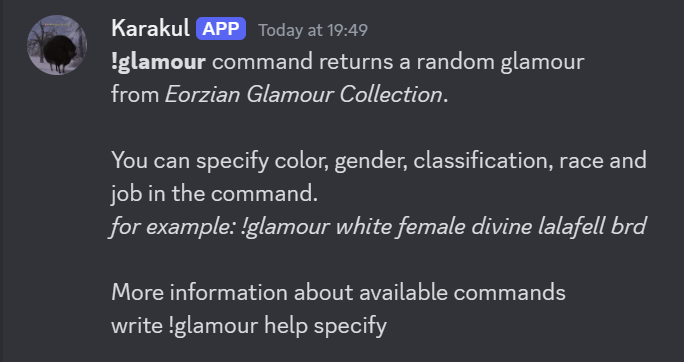 Karakul APP Today at 19:49
!glamour command returns a random glamour
from Eorzian Glamour Collection.
You can specify color, gender, classification, race and
job in the command.
for example: !glamour white female divine lalafell brd
More information about available commands
write !glamour help specify